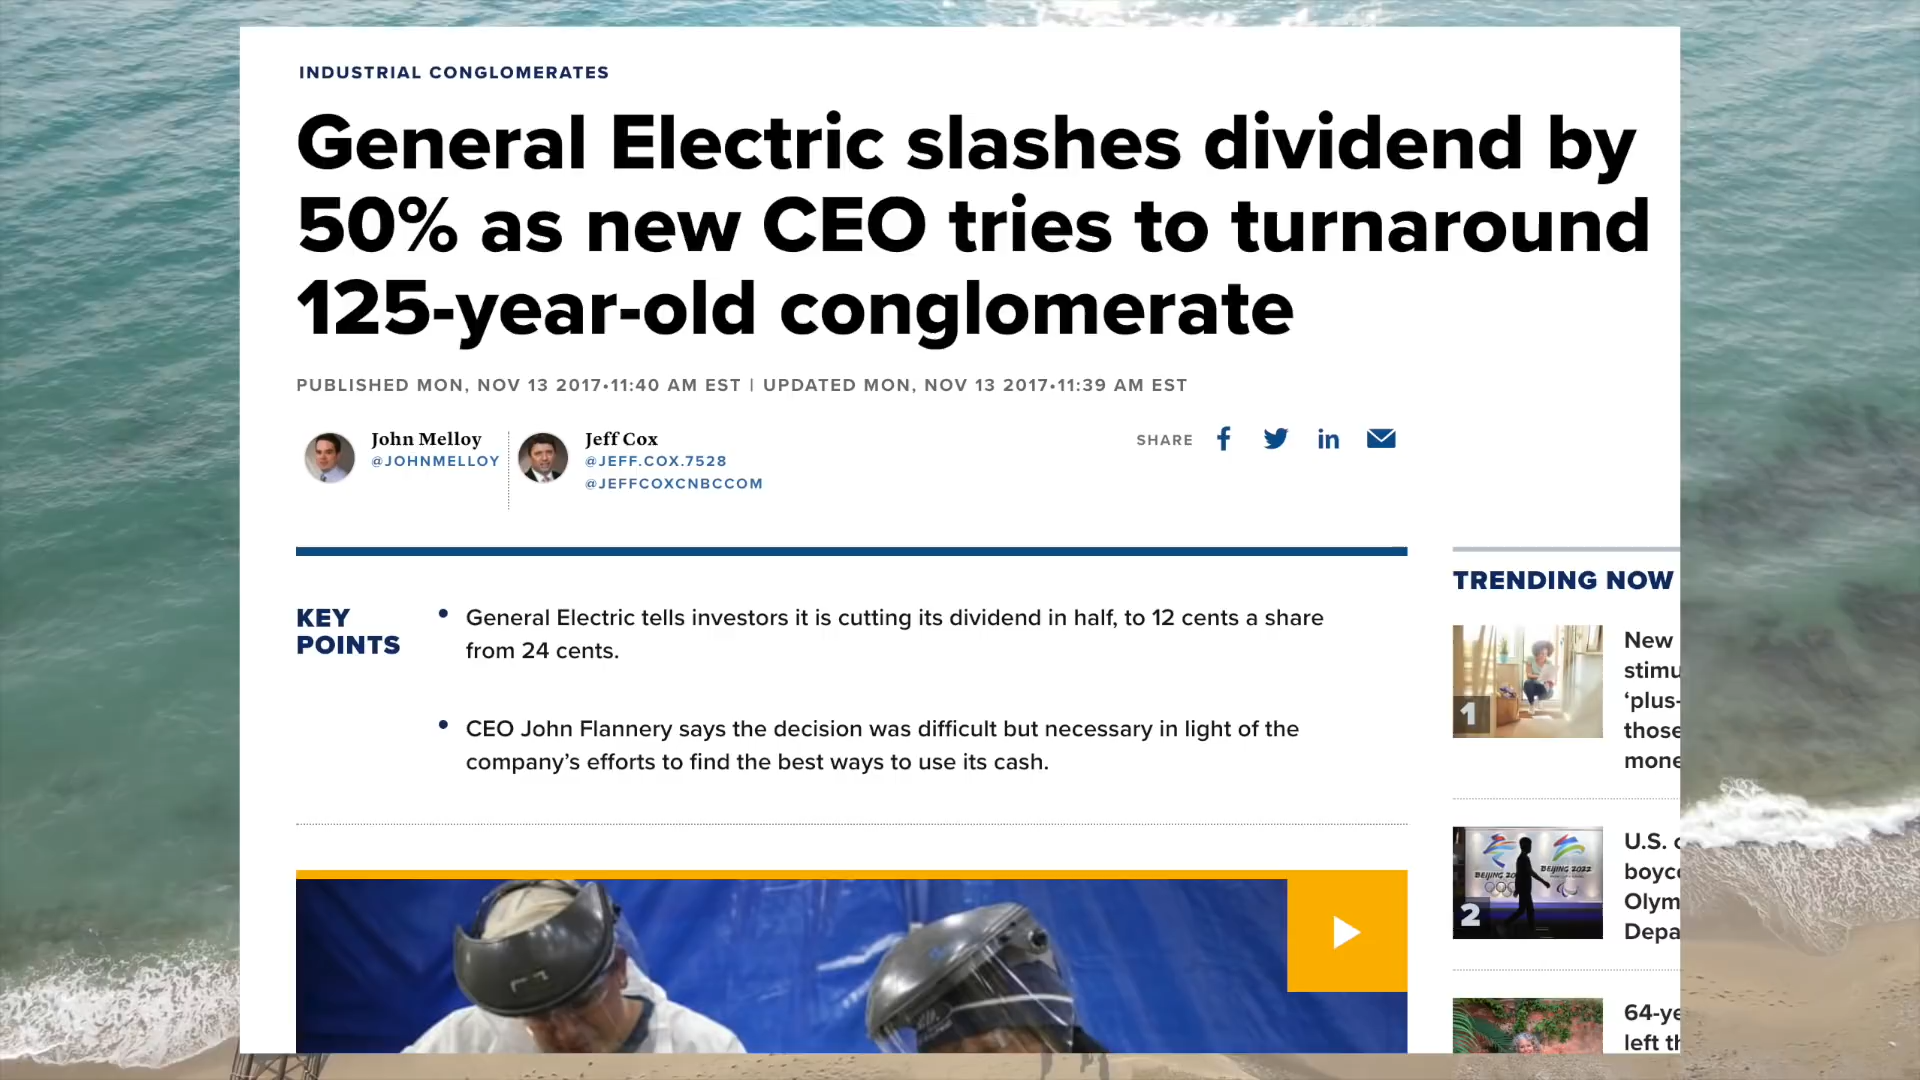 INDUSTRIAL CONGLOMERATES
General Electric slashes dividend by
50% as new CEO tries to turnaround
125-year-old conglomerate
PUBLISHED MON, NOV 13 2017•11:40 AM EST | UPDATED MON, NOV 13 2017•11:39 AM EST
John Melloy
@JOHNMELLOY
Jeff Cox
@JEFF.COX.7528
@JEFFCOXCNBCCOM
SHARE
KEY
POINTS
• General Electric tells investors it is cutting its dividend in half, to 12 cents a share
from 24 cents.
• CEO John Flannery says the decision was difficult but necessary in light of the
company’s efforts to find the best ways to use its cash.
TRENDING NOW
1
New
stimu
‘plus-
those
mone
BEIJING 2022
2
U.S.
boyc
Olym
Depa
64-ye
left th